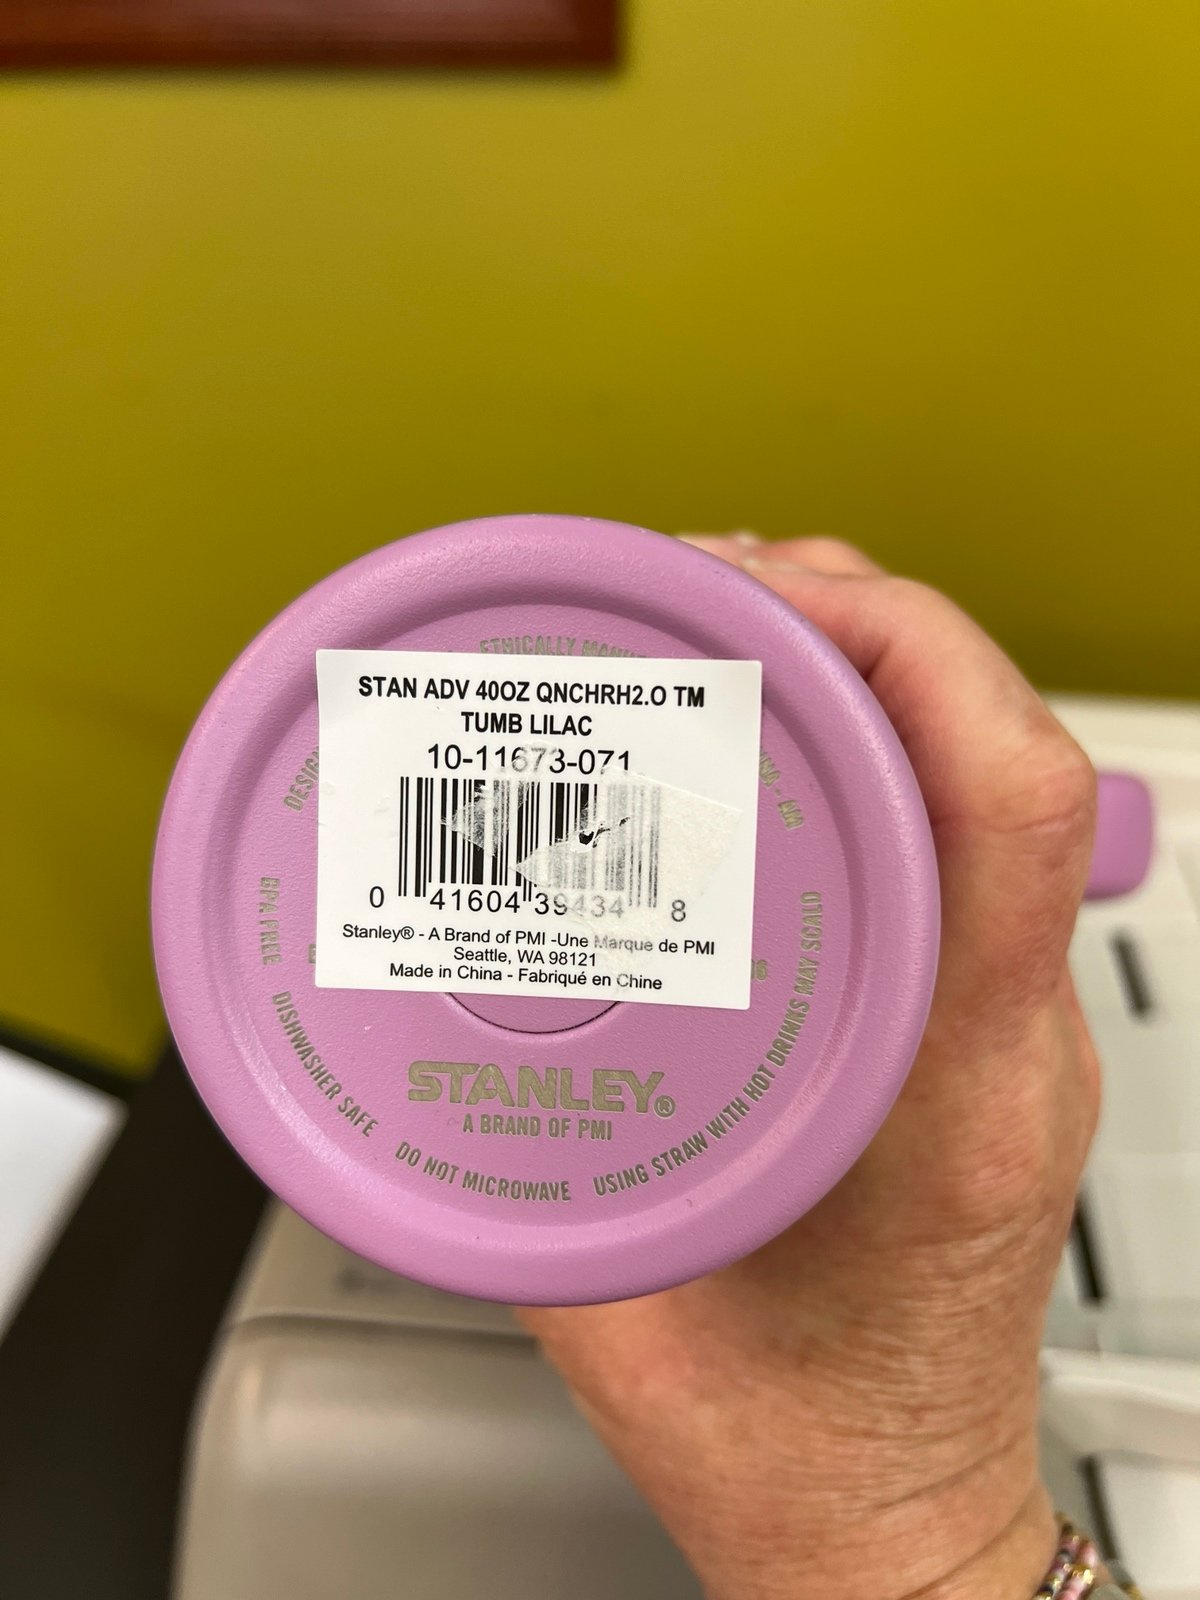 ETHICALLY
STAN ADV 40OZ QNCHRH2.O TM
TUMB LILAC
10-11673-071
0 41604 39434 8
Stanley® - A Brand of PMI -Une Marque de PMI
Seattle, WA 98121
Made in China - Fabriqué en Chine
BPA FREE
DISHWASHER SAFE
DO NOT MICROWAVE
USING STRAW WITH HOT DRINKS MAY SCALD
STANLEY®
A BRAND OF PMI